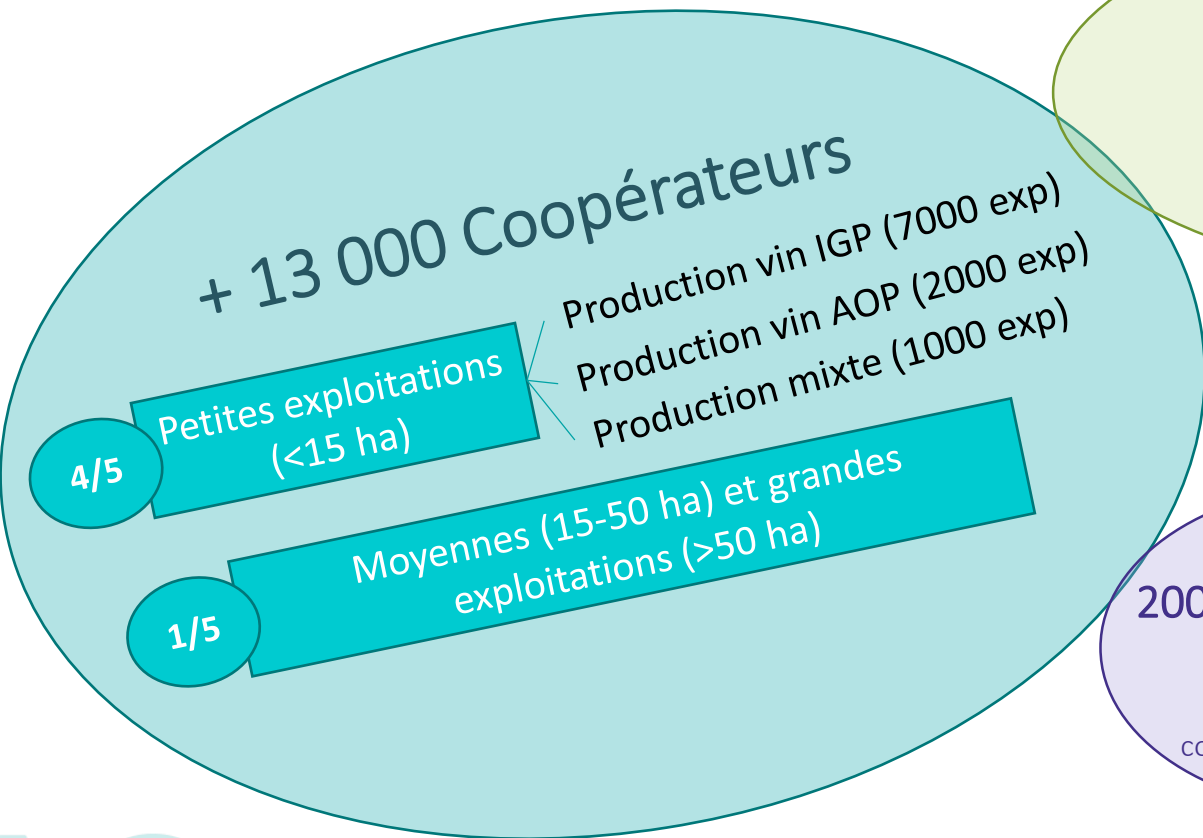 + 13 000 Coopérateurs
Production vin IGP (7000 exp)
Production vin AOP (2000 exp)
Production mixte (1000 exp)
Petites exploitations
(<15 ha)
4/5
Moyennes (15-50 ha) et grandes
exploitations (>50 ha)
1/5
200